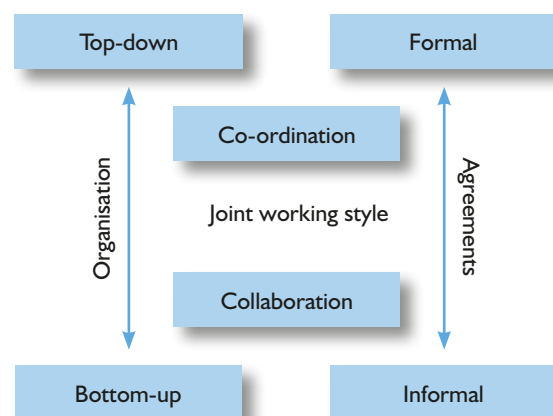 Top-down
Formal
Co-ordination
Organisation
Joint working style
Agreements
Collaboration
Bottom-up
Informal